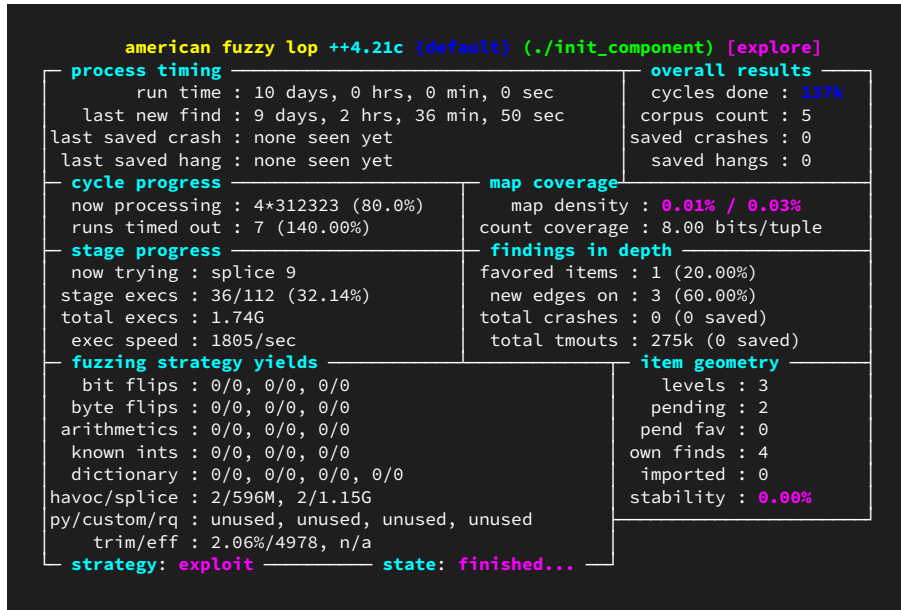 american fuzzy lop ++4.21c {default} (./init_component) [explore]
process timing overall results
run time : 10 days, 0 hrs, 0 min, 0 sec cycles done : 137k
last new find : 9 days, 2 hrs, 36 min, 50 sec corpus count : 5
last saved crash : none seen yet saved crashes : 0
last saved hang : none seen yet saved hangs : 0
cycle progress map coverage
now processing : 4*312323 (80.0%) map density : 0.01% / 0.03%
runs timed out : 7 (140.00%) count coverage : 8.00 bits/tuple
stage progress findings in depth
now trying : splice 9 favored items : 1 (20.00%)
stage execs : 36/112 (32.14%) new edges on : 3 (60.00%)
total execs : 1.74G total crashes : 0 (0 saved)
exec speed : 1805/sec total tmouts : 275k (0 saved)
fuzzing strategy yields item geometry
bit flips : 0/0, 0/0, 0/0 levels : 3
byte flips : 0/0, 0/0, 0/0 pending : 2
arithmetics : 0/0, 0/0, 0/0 pend fav : 0
known ints : 0/0, 0/0, 0/0 own finds : 4
dictionary : 0/0, 0/0, 0/0, 0/0 imported : 0
havoc/splice : 2/596M, 2/1.15G stability : 0.00%
py/custom/rq : unused, unused, unused, unused
trim/eff : 2.06%/4978, n/a
strategy: exploit state: finished...